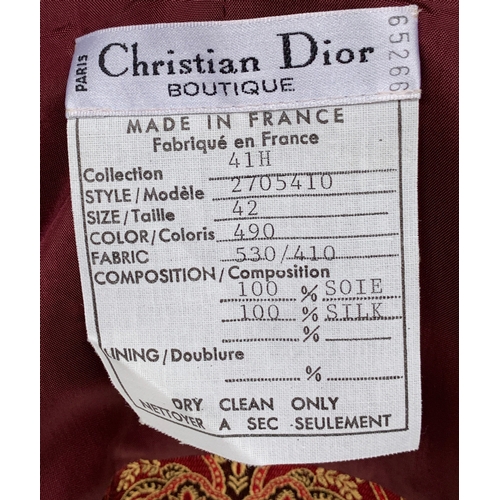 PARIS
Christian Dior
BOUTIQUE
65266
MADE IN FRANCE
Fabriqué en France
Collection 41H
STYLE/Modèle 2705410
SIZE/Taille 42
COLOR/Coloris 490
FABRIC 530/410
COMPOSITION/Composition
100 % SOIE
100 % SILK
%
LINING/Doublure
%
DRY CLEAN ONLY
NETTOYER A SEC SEULEMENT